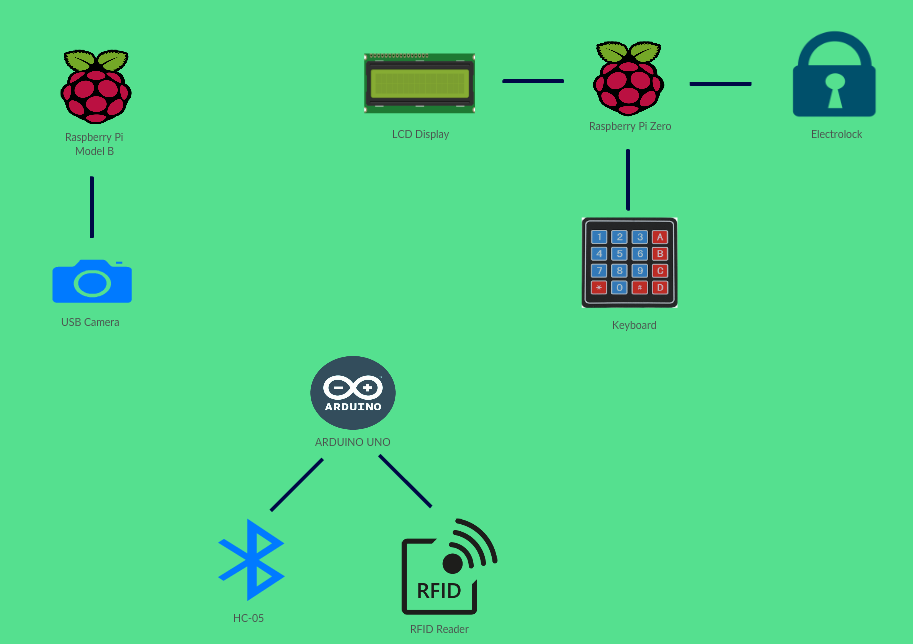 Raspberry Pi
Model B
LCD Display
Raspberry Pi Zero
Electrolock
USB Camera
1 2 3 A
4 5 6 B
7 8 9 C
* 0 # D
Keyboard
ARDUINO
ARDUINO UNO
HC-05
RFID
RFID Reader